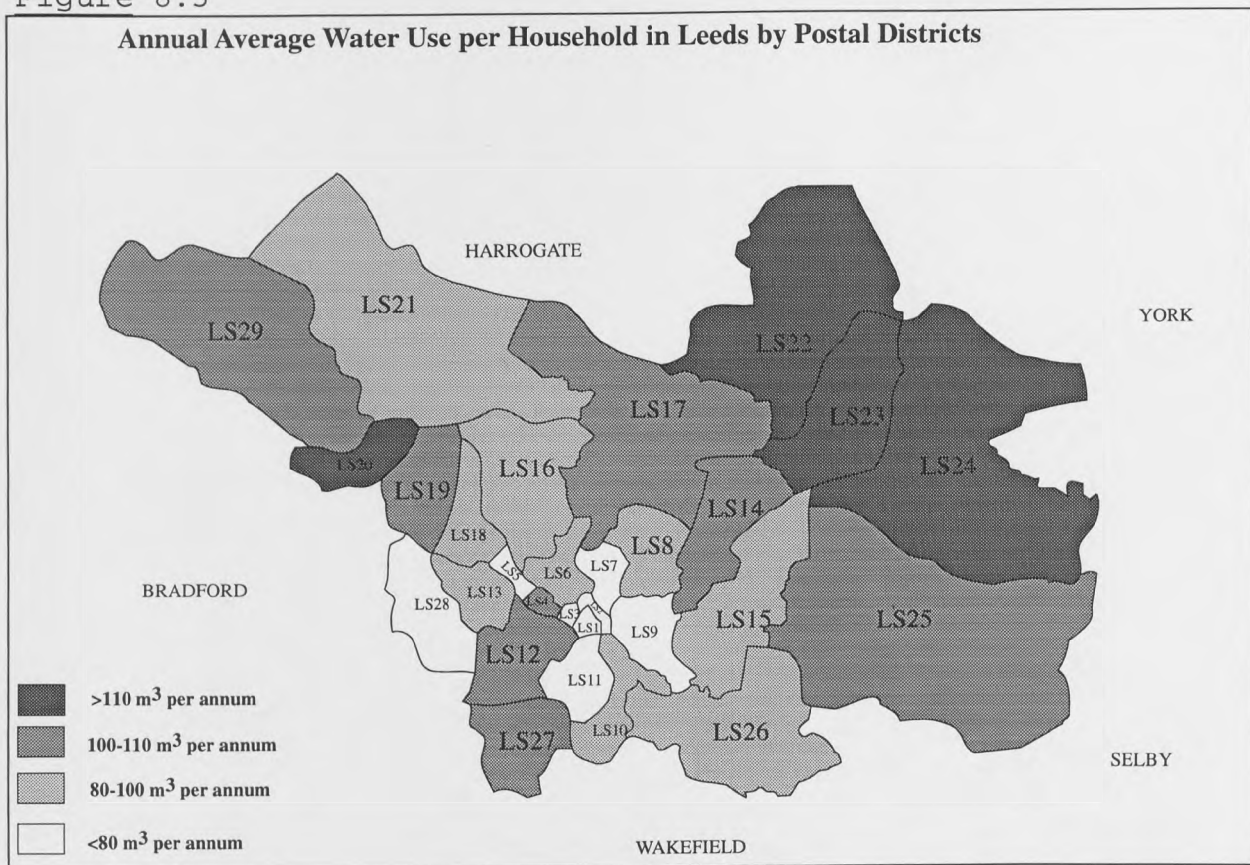 Figure 8.5
Annual Average Water Use per Household in Leeds by Postal Districts
HARROGATE
YORK
LS29
LS21
LS22
LS17
LS23
LS20
LS16
LS24
LS19
LS14
LS18
LS8
LS5
LS6
LS7
BRADFORD
LS28
LS13
LS4
LS3
LS1
LS9
LS15
LS25
LS12
LS11
LS10
LS26
LS27
>110 m³ per annum
100-110 m³ per annum
80-100 m³ per annum
<80 m³ per annum
SELBY
WAKEFIELD